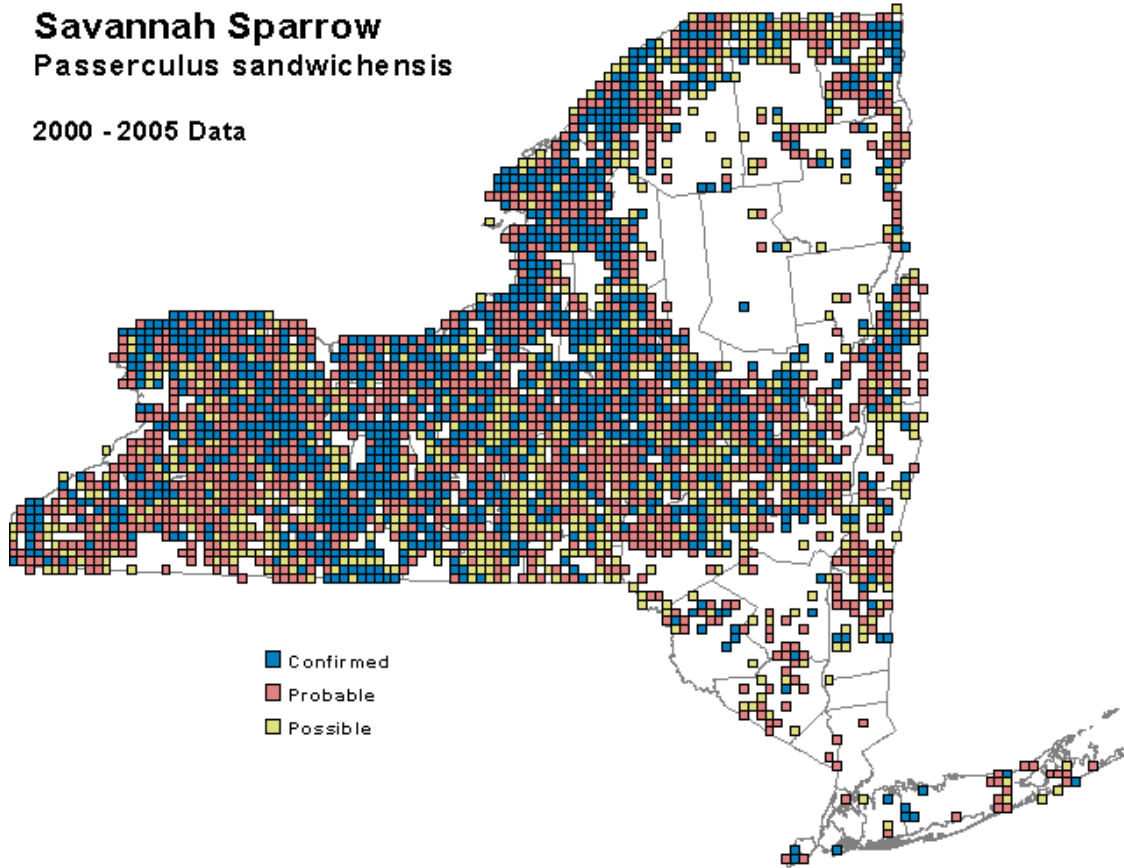 Savannah Sparrow
Passerculus sandwichensis
2000 - 2005 Data
Confirmed
Probable
Possible